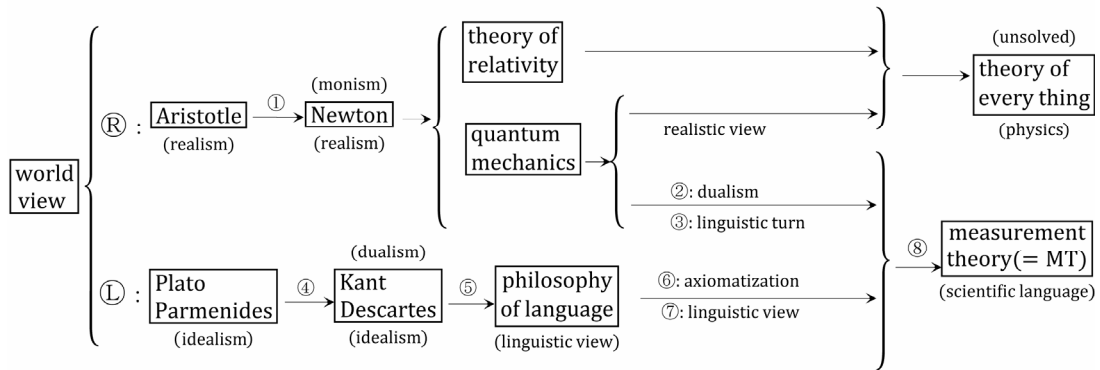 world
view
Ⓡ :
Aristotle
(realism)
①
(monism)
Newton
(realism)
theory of
relativity
quantum
mechanics
realistic view
②: dualism
③: linguistic turn
(unsolved)
theory of
every thing
(physics)
Ⓛ :
Plato
Parmenides
(idealism)
④
(dualism)
Kant
Descartes
(idealism)
⑤
philosophy
of language
(linguistic view)
⑥: axiomatization
⑦: linguistic view
⑧
measurement
theory(= MT)
(scientific language)